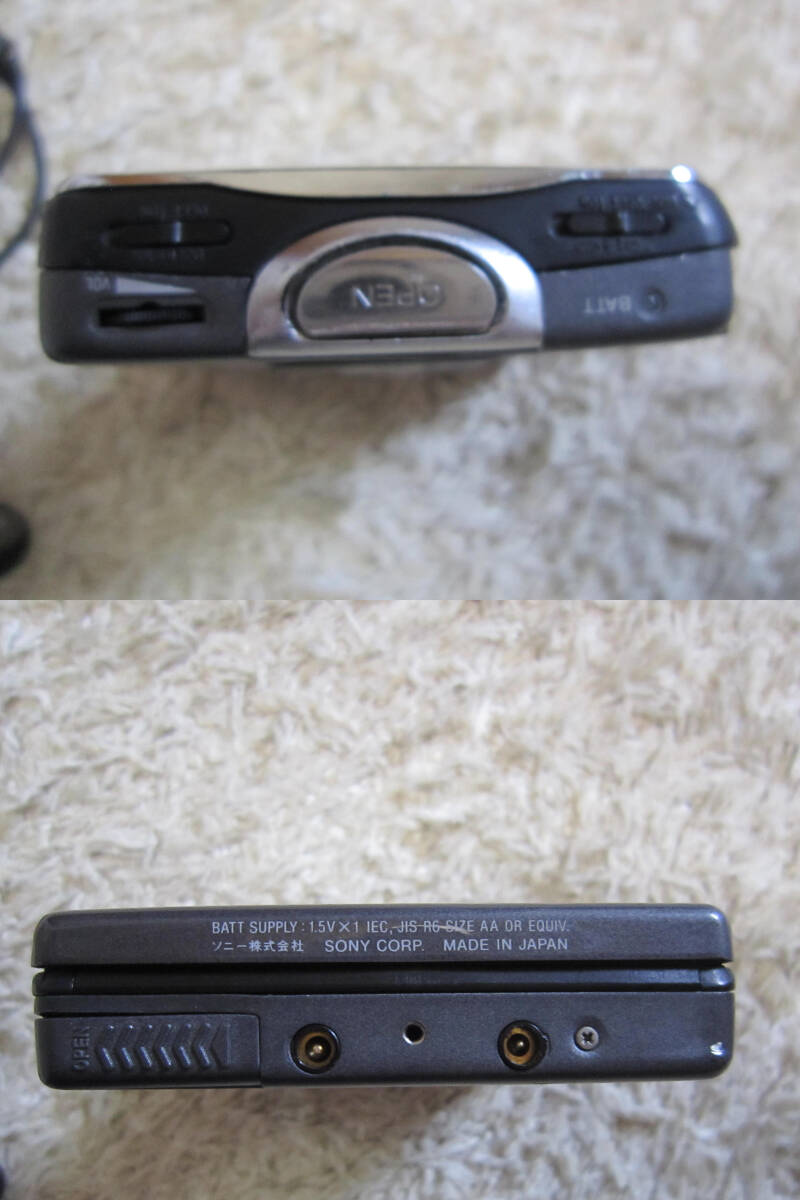 VOL
OPEN
BATT
BATT SUPPLY : 1.5V×1 IEC, JIS R6 SIZE AA OR EQUIV.
ソニー株式会社 SONY CORP. MADE IN JAPAN
OPEN